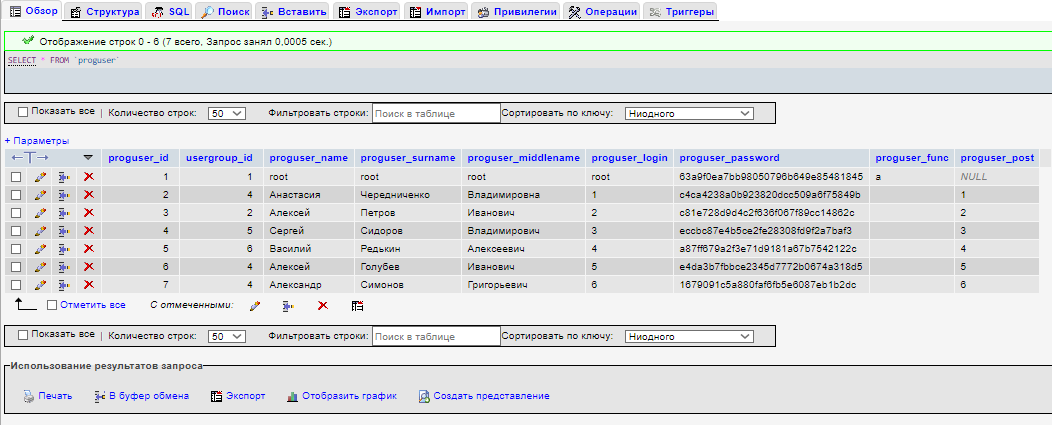 Обзор Структура SQL Поиск Вставить Экспорт Импорт Привилегии Операции Триггеры
Отображение строк 0 - 6 (7 всего, Запрос занял 0,0005 сек.)
SELECT * FROM `proguser`
Показать все | Количество строк: 50 Фильтровать строки: Поиск в таблице Сортировать по ключу: Ниодного
+ Параметры
←T→ proguser_id usergroup_id proguser_name proguser_surname proguser_middlename proguser_login proguser_password proguser_func proguser_post
1 1 root root root root 63a9f0ea7bb98050796b649e85481845 a NULL
2 4 Анастасия Чередниченко Владимировна 1 c4ca4238a0b923820dcc509a6f75849b 1
3 2 Алексей Петров Иванович 2 c81e728d9d4c2f636f067f89cc14862c 2
4 5 Сергей Сидоров Владимирович 3 eccbc87e4b5ce2fe28308fd9f2a7baf3 3
5 6 Василий Редькин Алексеевич 4 a87ff679a2f3e71d9181a67b7542122c 4
6 4 Алексей Голубев Иванович 5 e4da3b7fbbce2345d7772b0674a318d5 5
7 4 Александр Симонов Григорьевич 6 1679091c5a880faf6fb5e6087eb1b2dc 6
Отметить все С отмеченными:
Показать все | Количество строк: 50 Фильтровать строки: Поиск в таблице Сортировать по ключу: Ниодного
Использование результатов запроса
Печать В буфер обмена Экспорт Отобразить график Создать представление